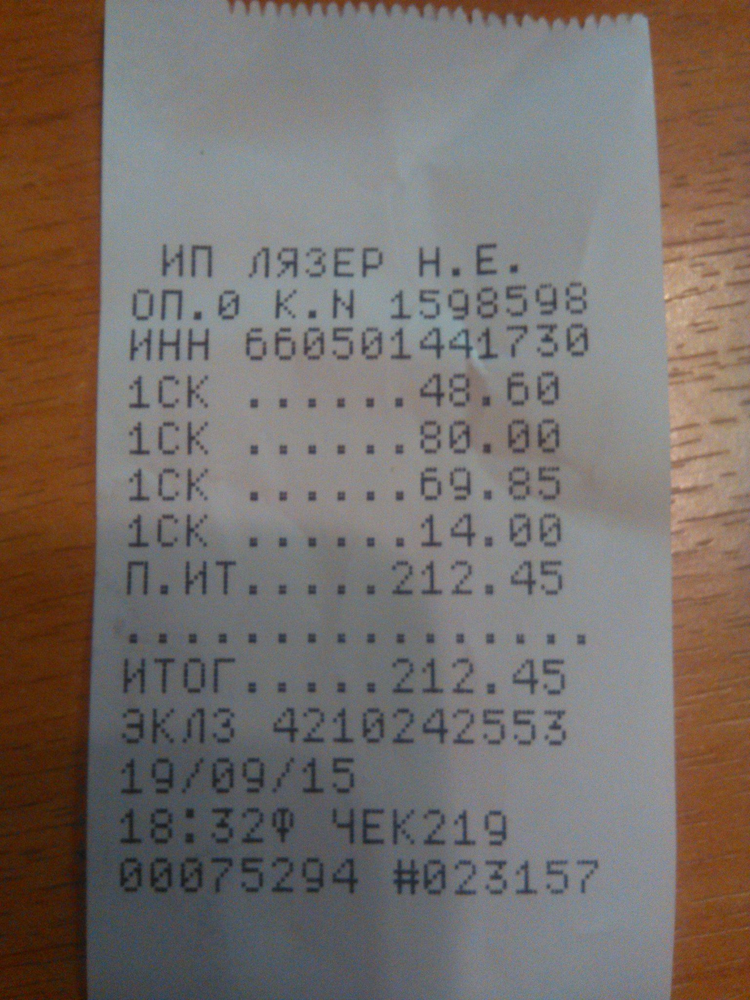 ИП ЛЯЗЕР Н.Е.
ОП.0 К.N 1598598
ИНН 660501441730
1СК ......48.60
1СК ......80.00
1СК ......69.85
1СК ......14.00
П.ИТ.....212.45
................
ИТОГ.....212.45
ЭКЛЗ 4210242553
19/09/15
18:32Ф ЧЕК219
00075294 #023157